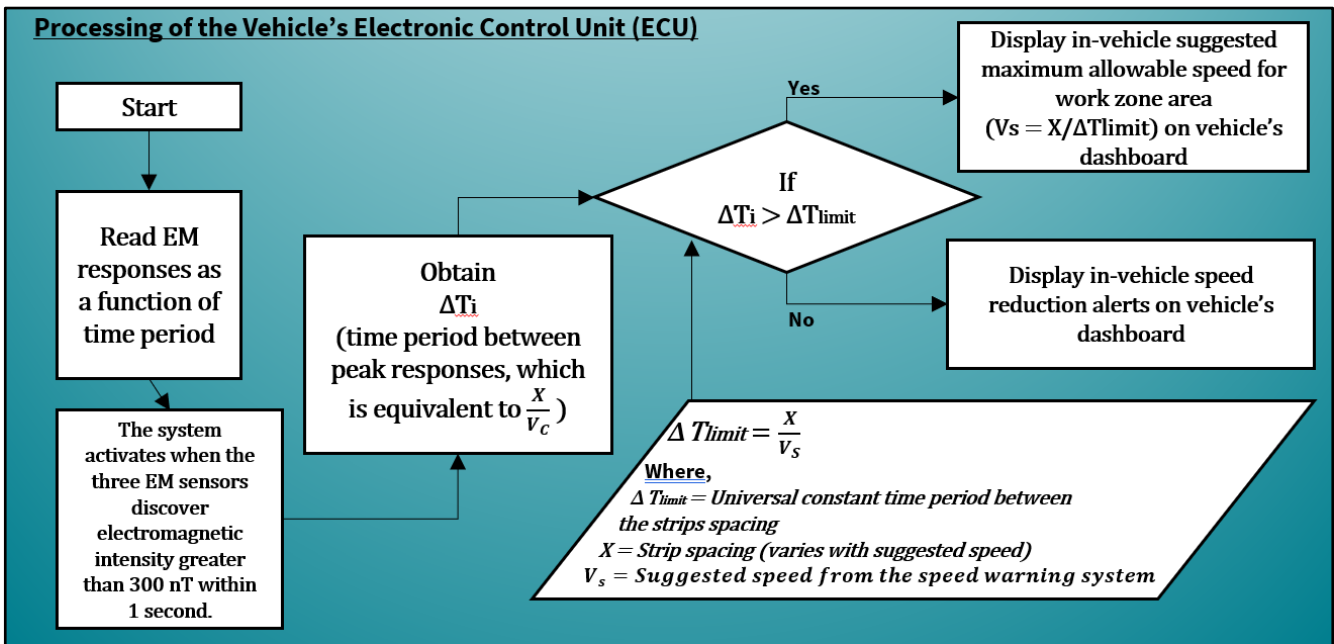 Processing of the Vehicle's Electronic Control Unit (ECU)
Start
Read EM
responses as
a function of
time period
The system
activates when the
three EM sensors
discover
electromagnetic
intensity greater
than 300 nT within
1 second.
Obtain
ΔTi
(time period between
peak responses, which
is equivalent to X/V_C )
If
ΔTi > ΔTlimit
Yes
Display in-vehicle suggested
maximum allowable speed for
work zone area
(Vs = X/ΔTlimit) on vehicle's
dashboard
No
Display in-vehicle speed
reduction alerts on vehicle's
dashboard
Δ Tlimit = X/V_S
Where,
Δ Tlimit = Universal constant time period between
the strips spacing
X = Strip spacing (varies with suggested speed)
V_s = Suggested speed from the speed warning system